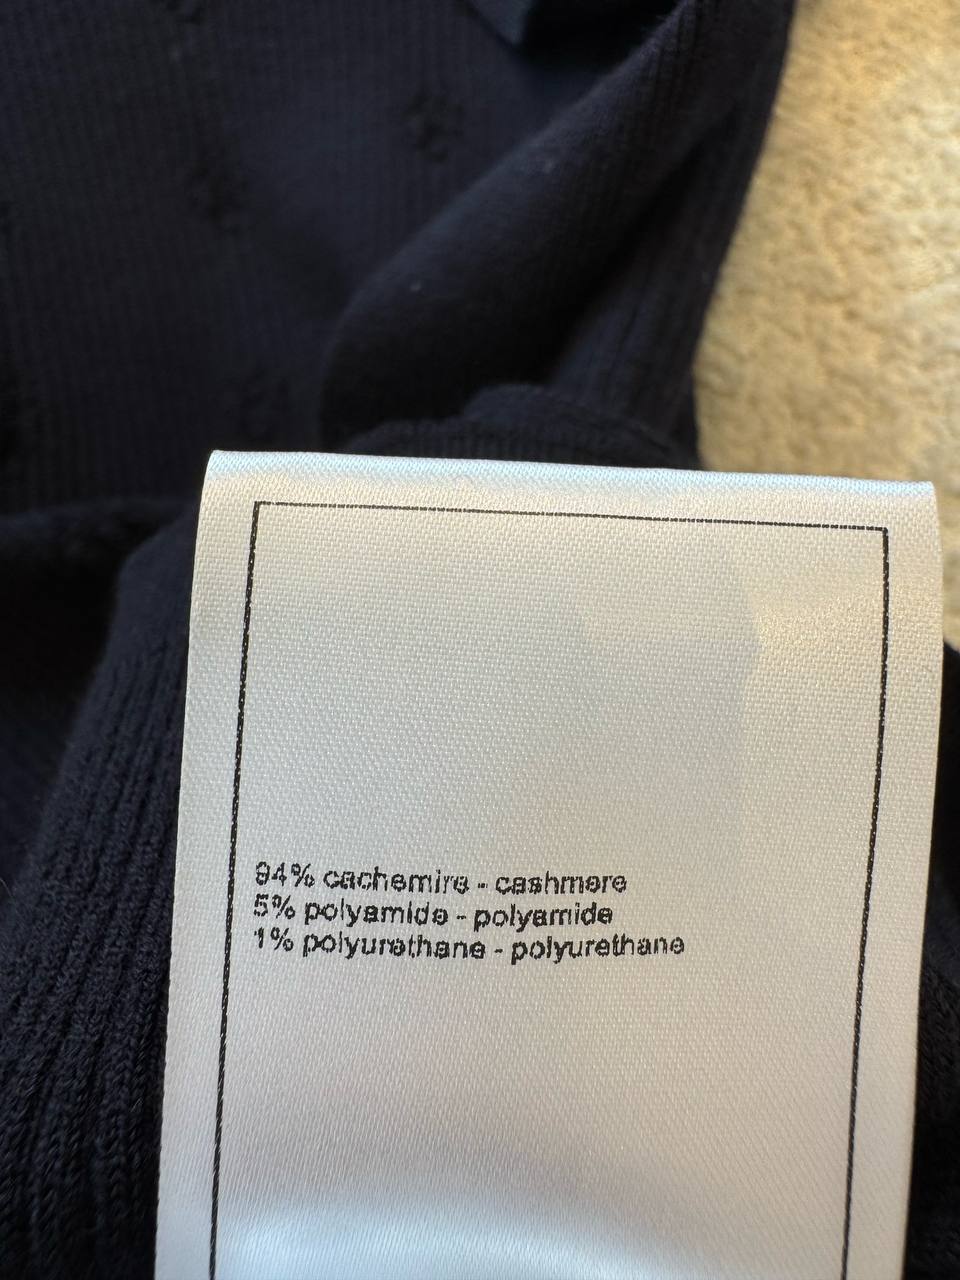 94% cachemire - cashmere
5% polyamide - polyamide
1% polyurethane - polyurethane